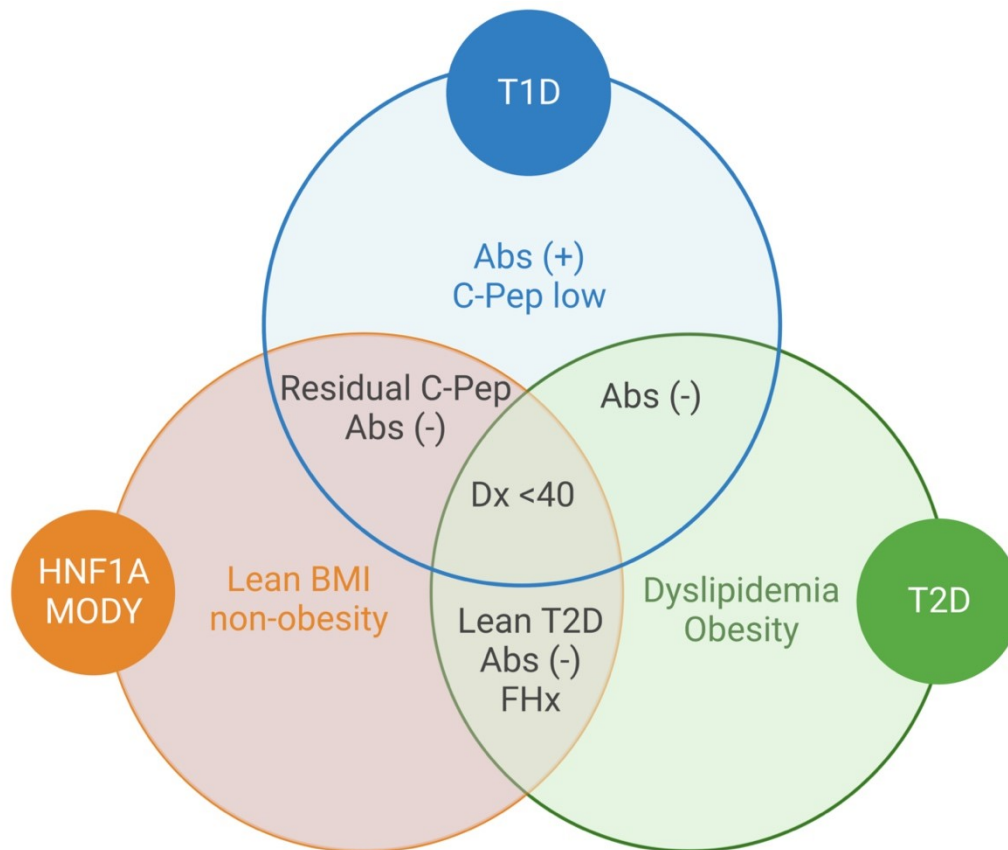 T1D
Abs (+)
C-Pep low
Residual C-Pep
Abs (-)
Abs (-)
Dx <40
HNF1A
MODY
Lean BMI
non-obesity
Lean T2D
Abs (-)
FHx
Dyslipidemia
Obesity
T2D